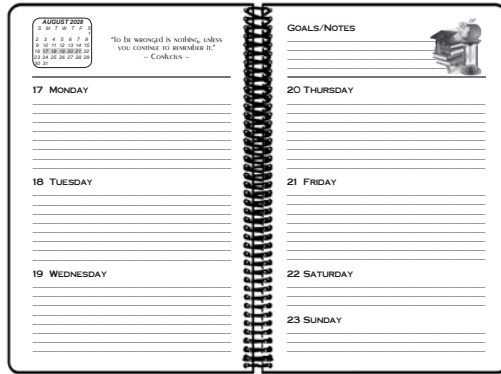 AUGUST
S M T W T F S
1
2 3 4 5 6 7 8
9 10 11 12 13 14 15
16 17 18 19 20 21 22
23 24 25 26 27 28 29
30 31
"To be wronged is nothing, unless
you continue to remember it."
– Confucius –
17 Monday
18 Tuesday
19 Wednesday
Goals/Notes
20 Thursday
21 Friday
22 Saturday
23 Sunday